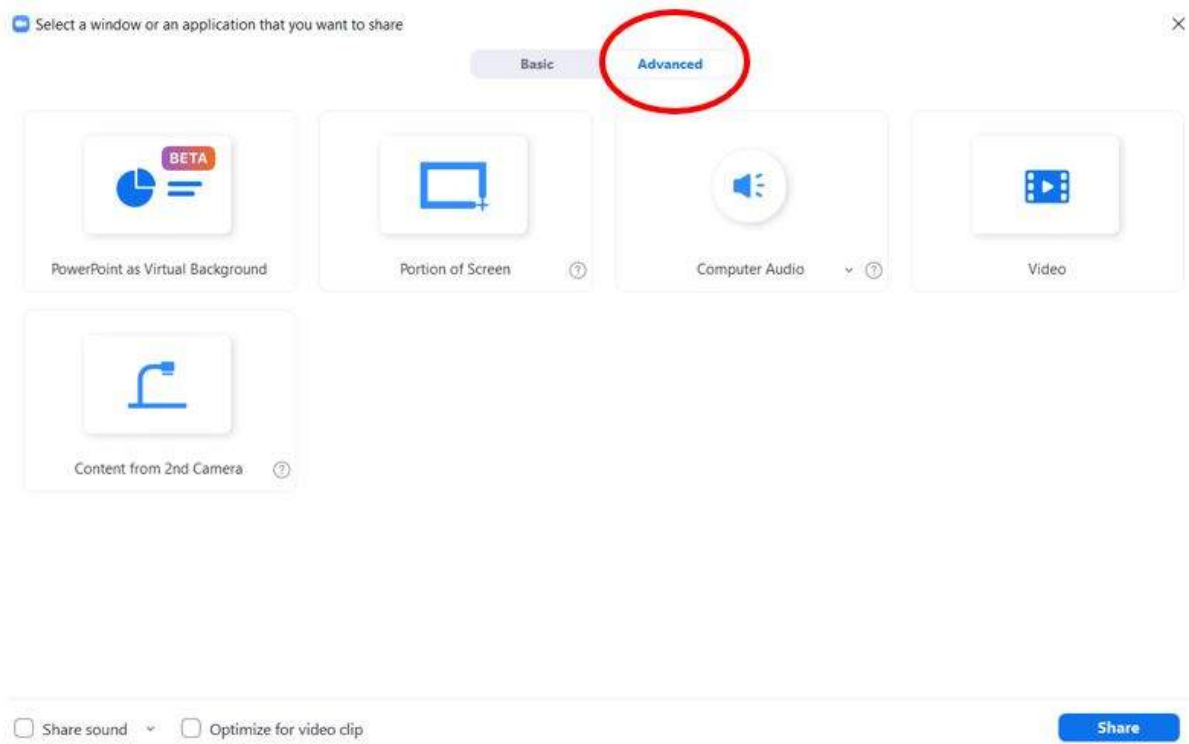 Select a window or an application that you want to share
Basic Advanced
BETA
PowerPoint as Virtual Background
Portion of Screen
Computer Audio
Video
Content from 2nd Camera
Share sound
Optimize for video clip
Share